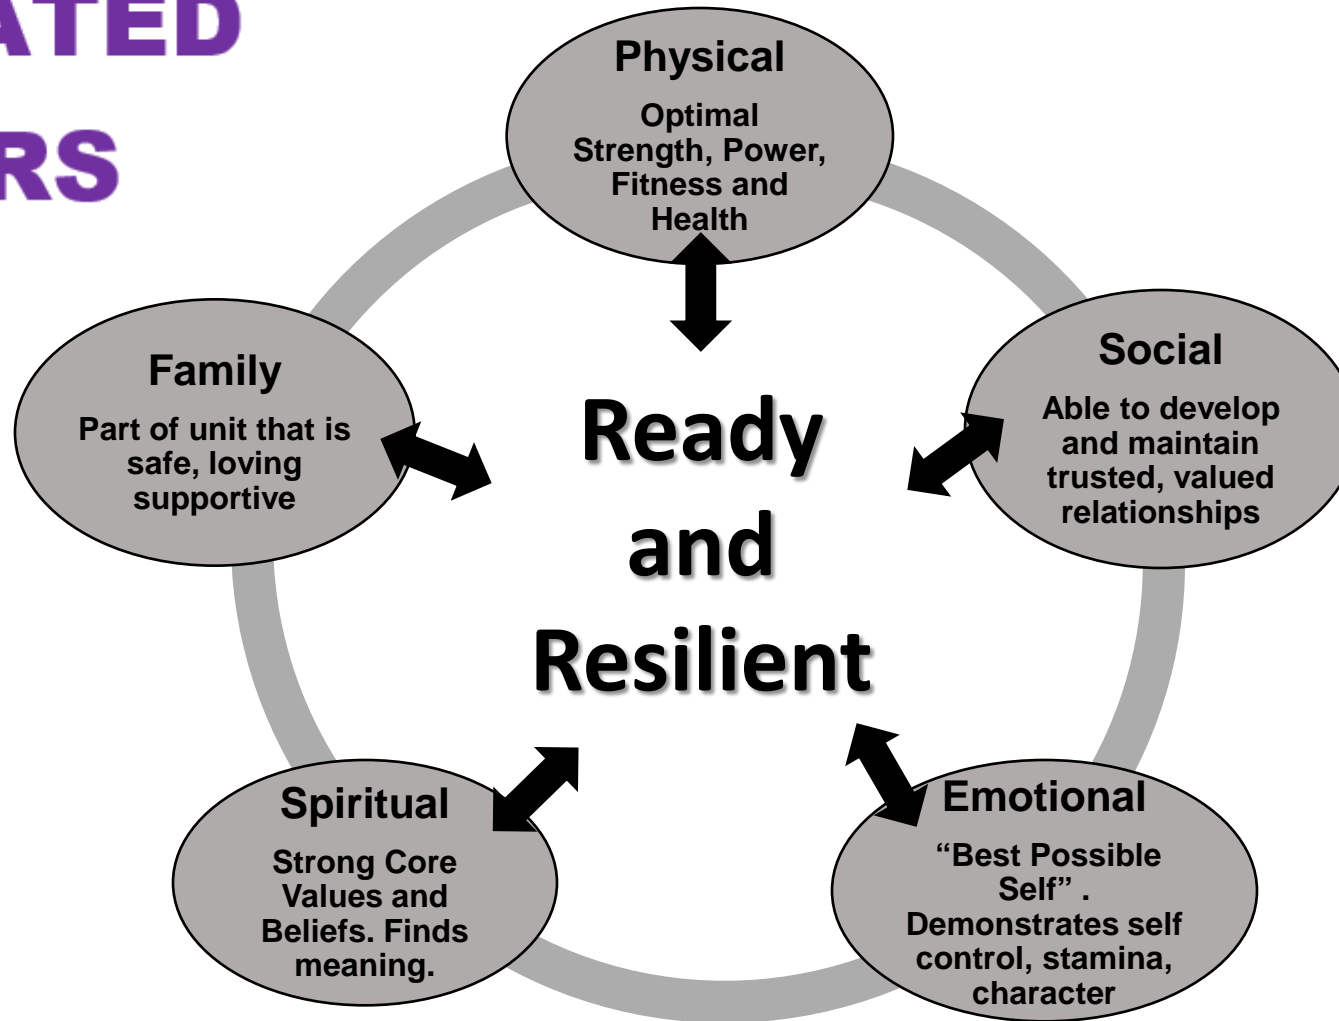 ATED
RS
Physical
Optimal
Strength, Power,
Fitness and
Health
Social
Able to develop
and maintain
trusted, valued
relationships
Emotional
“Best Possible
Self” .
Demonstrates self
control, stamina,
character
Spiritual
Strong Core
Values and
Beliefs. Finds
meaning.
Family
Part of unit that is
safe, loving
supportive
Ready
and
Resilient